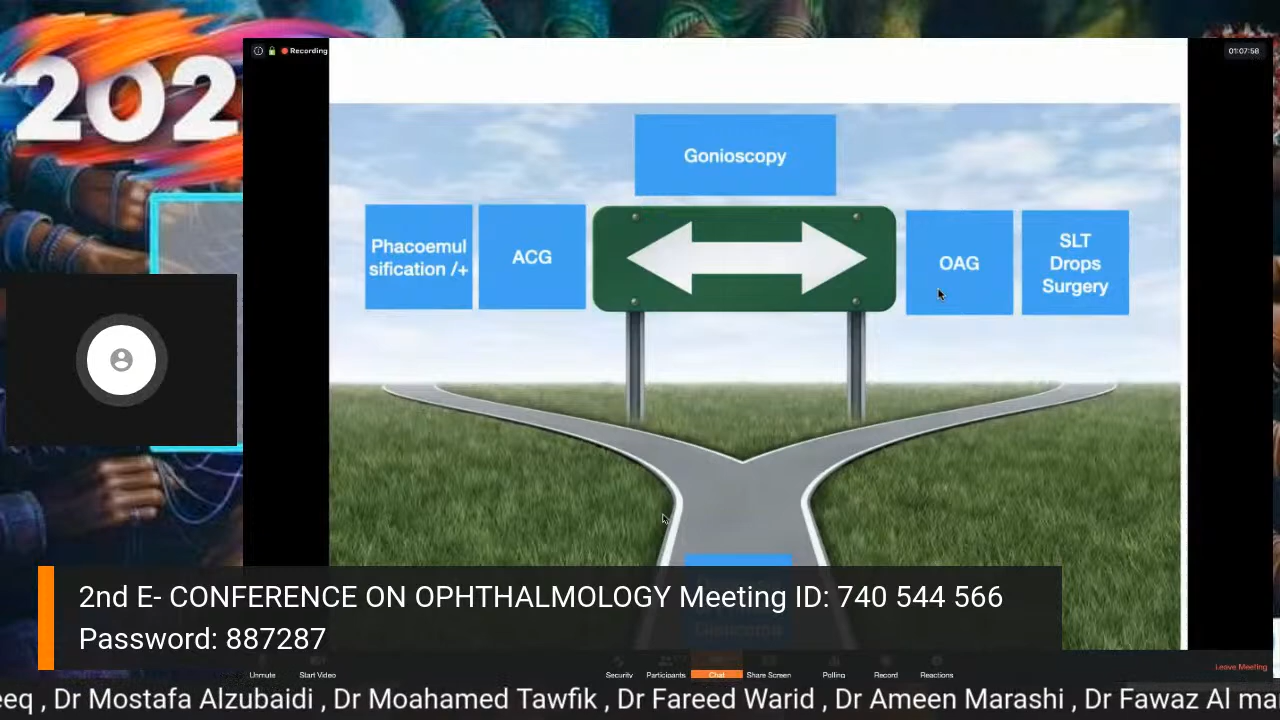 202
Recording
01:07:58
Gonioscopy
Phacoemul
sification /+
ACG
OAG
SLT
Drops
Surgery
Glaucoma
2nd E- CONFERENCE ON OPHTHALMOLOGY Meeting ID: 740 544 566
Password: 887287
Unmute Start Video Security Participants Chat Share Screen Polling Record Reactions Leave Meeting
eeq , Dr Mostafa Alzubaidi , Dr Moahamed Tawfik , Dr Fareed Warid , Dr Ameen Marashi , Dr Fawaz Al ma